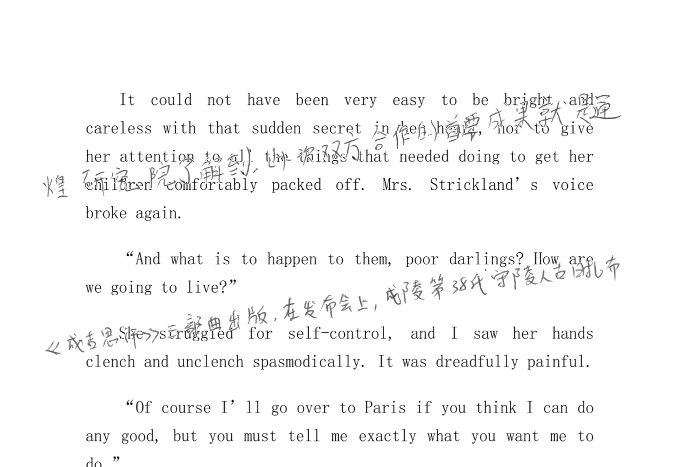 It could not have been very easy to be bright and
careless with that sudden secret in her heart, nor to give
her attention to all the things that needed doing to get her
children comfortably packed off. Mrs. Strickland’s voice
broke again.
煌研究院了解到,此次双方合作的首要成果就是运
“And what is to happen to them, poor darlings? How are
we going to live?”
《成吉思汗》三部曲出版,在发布会上,成陵第38代守陵人古日扎布
She struggled for self-control, and I saw her hands
clench and unclench spasmodically. It was dreadfully painful.
“Of course I’ll go over to Paris if you think I can do
any good, but you must tell me exactly what you want me to
do.”